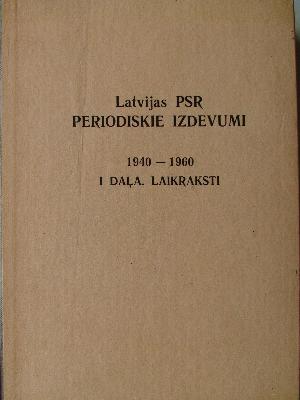 Latvijas PSR
PERIODISKIE IZDEVUMI
1940 — 1960
I DAĻA. LAIKRAKSTI